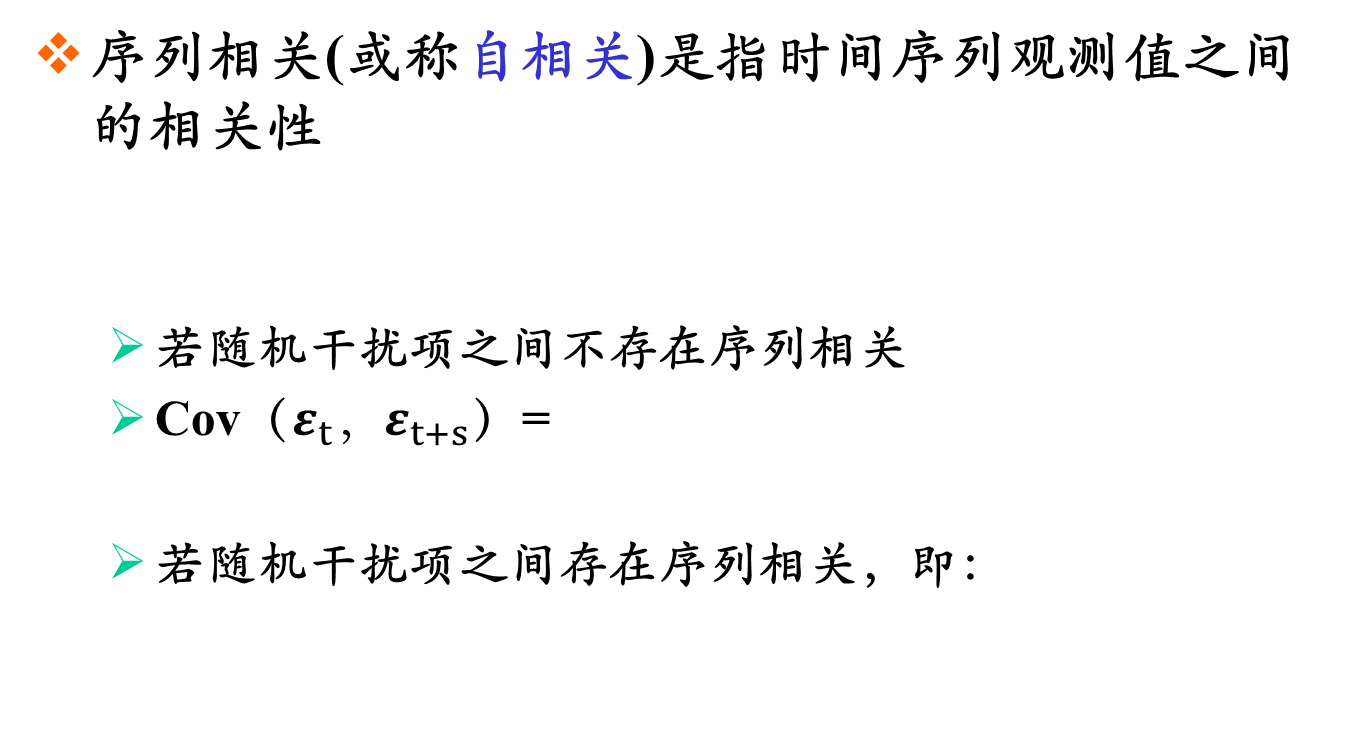 序列相关(或称自相关)是指时间序列观测值之间
的相关性
若随机干扰项之间不存在序列相关
Cov（𝜺t，𝜺t+s）=
若随机干扰项之间存在序列相关，即：